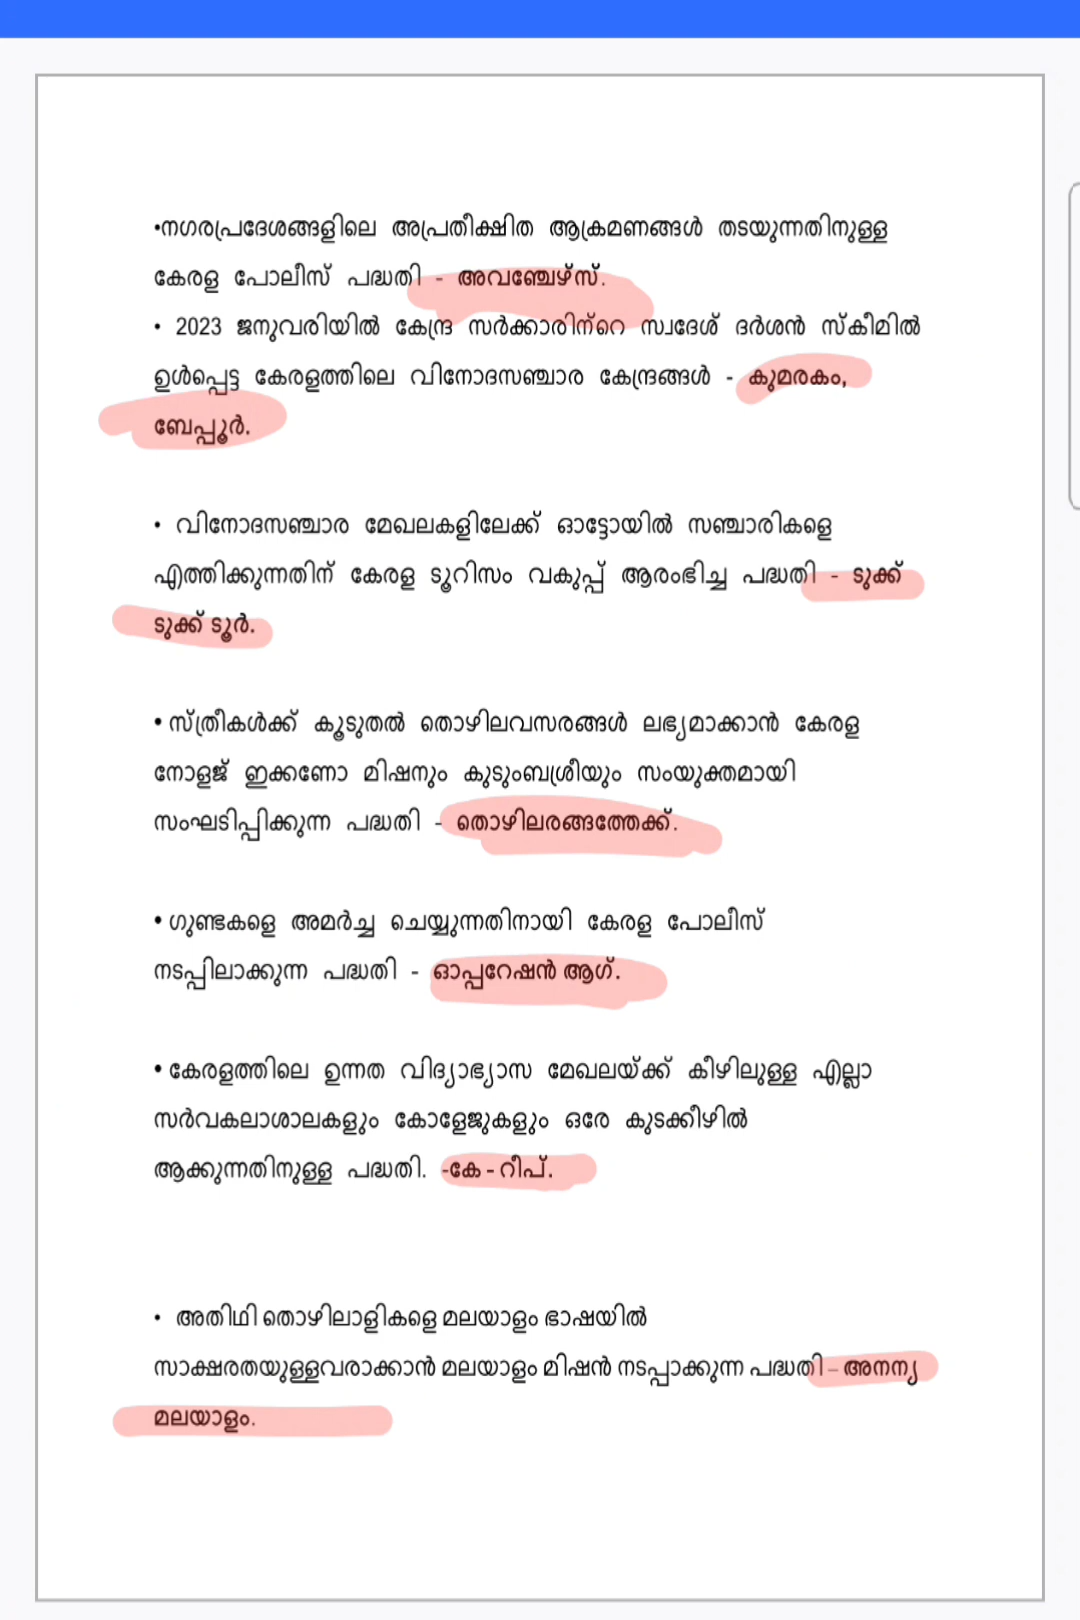 •നഗരപ്രദേശങ്ങളിലെ അപ്രതീക്ഷിത ആക്രമണങ്ങൾ തടയുന്നതിനുള്ള
കേരള പോലീസ് പദ്ധതി - അവഞ്ചേഴ്സ്.
• 2023 ജനുവരിയിൽ കേന്ദ്ര സർക്കാരിന്റെ സ്വദേശ് ദർശൻ സ്കീമിൽ
ഉൾപ്പെട്ട കേരളത്തിലെ വിനോദസഞ്ചാര കേന്ദ്രങ്ങൾ - കുമരകം,
ബേപ്പൂർ.
• വിനോദസഞ്ചാര മേഖലകളിലേക്ക് ഓട്ടോയിൽ സഞ്ചാരികളെ
എത്തിക്കുന്നതിന് കേരള ടൂറിസം വകുപ്പ് ആരംഭിച്ച പദ്ധതി - ടുക്ക്
ടുക്ക് ടൂർ.
• സ്ത്രീകൾക്ക് കൂടുതൽ തൊഴിലവസരങ്ങൾ ലഭ്യമാക്കാൻ കേരള
നോളജ് ഇക്കണോ മിഷനും കുടുംബശ്രീയും സംയുക്തമായി
സംഘടിപ്പിക്കുന്ന പദ്ധതി - തൊഴിലരങ്ങത്തേക്ക്.
• ഗുണ്ടകളെ അമർച്ച ചെയ്യുന്നതിനായി കേരള പോലീസ്
നടപ്പിലാക്കുന്ന പദ്ധതി - ഓപ്പറേഷൻ ആഗ്.
• കേരളത്തിലെ ഉന്നത വിദ്യാഭ്യാസ മേഖലയ്ക്ക് കീഴിലുള്ള എല്ലാ
സർവകലാശാലകളും കോളേജുകളും ഒരേ കുടക്കീഴിൽ
ആക്കുന്നതിനുള്ള പദ്ധതി. -കേ - റീപ്.
• അതിഥി തൊഴിലാളികളെ മലയാളം ഭാഷയിൽ
സാക്ഷരതയുള്ളവരാക്കാൻ മലയാളം മിഷൻ നടപ്പാക്കുന്ന പദ്ധതി – അനന്യ
മലയാളം.